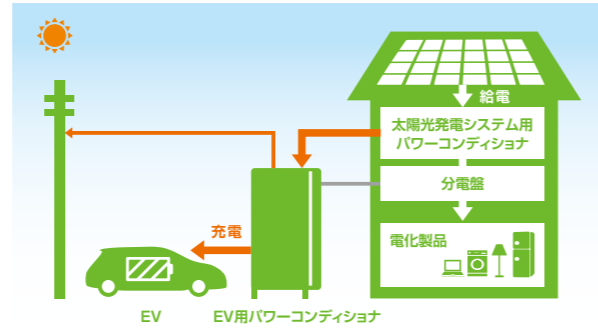 給電
太陽光発電システム用
パワーコンディショナ
分電盤
充電
電化製品
EV
EV用パワーコンディショナ